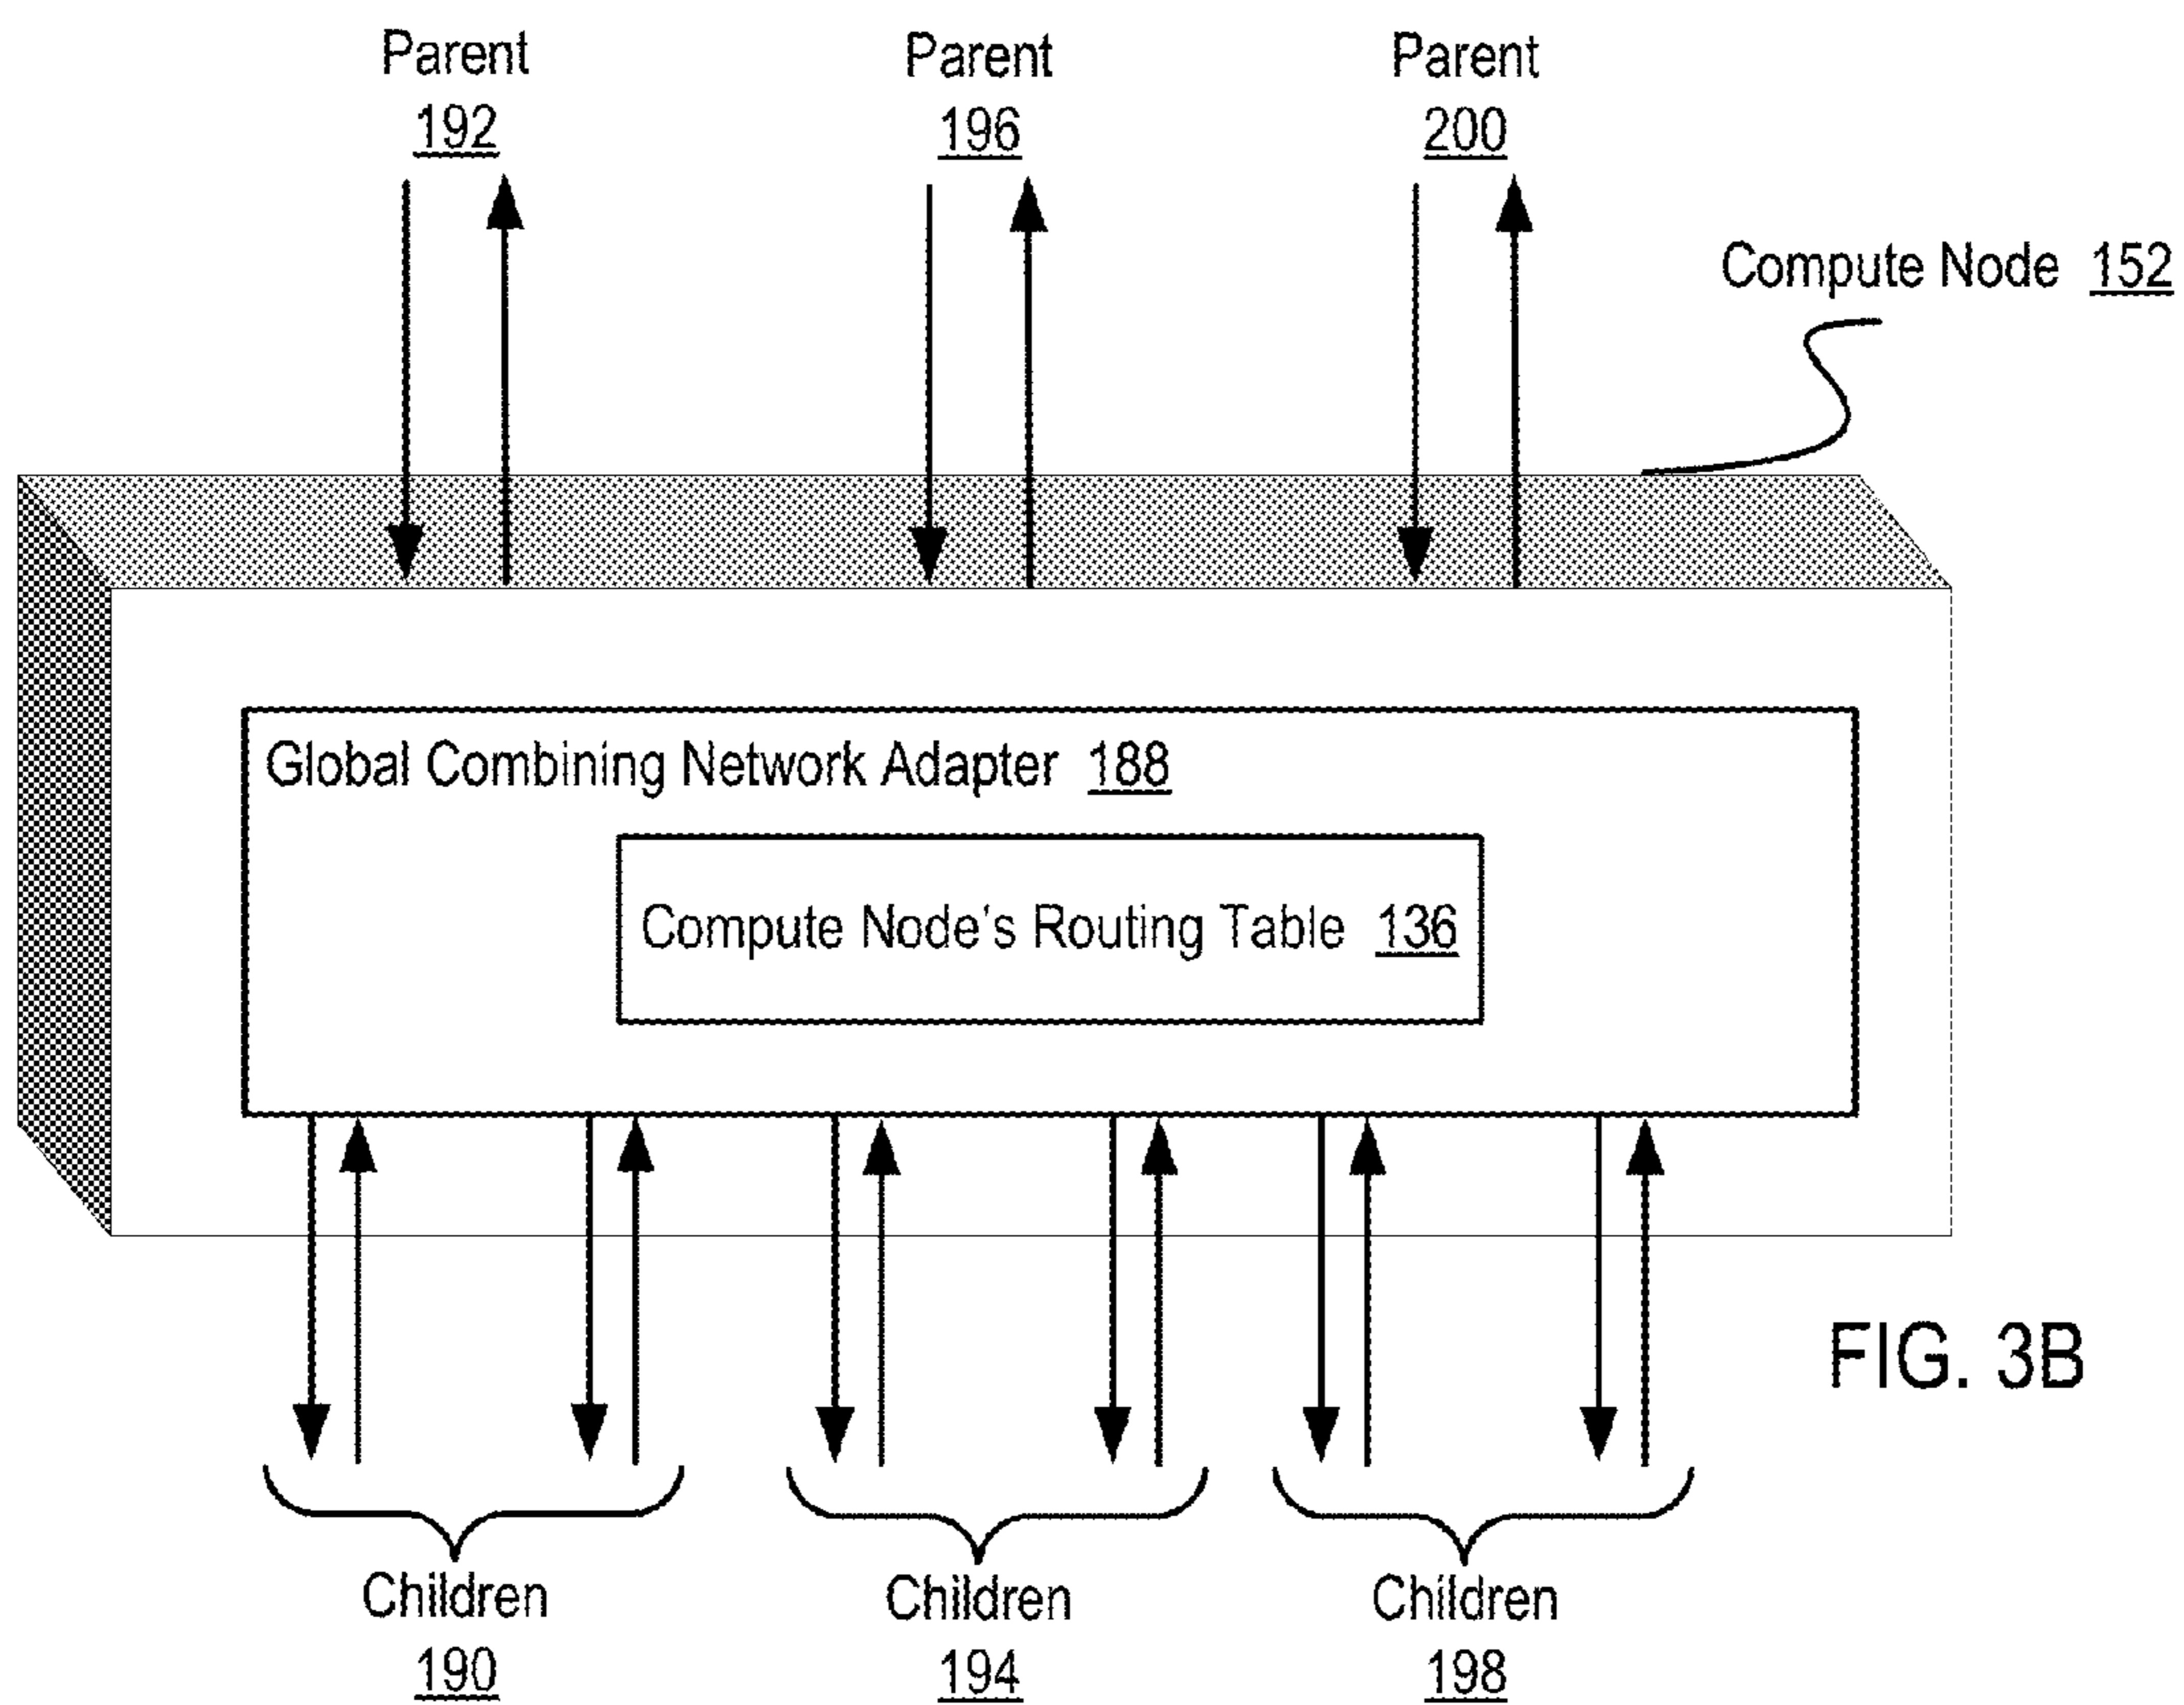 Parent Parent Parent
192 196 200
Compute Node 152
Global Combining Network Adapter 188
Compute Node's Routing Table 136
FIG. 3B
Children Children Children
190 194 198